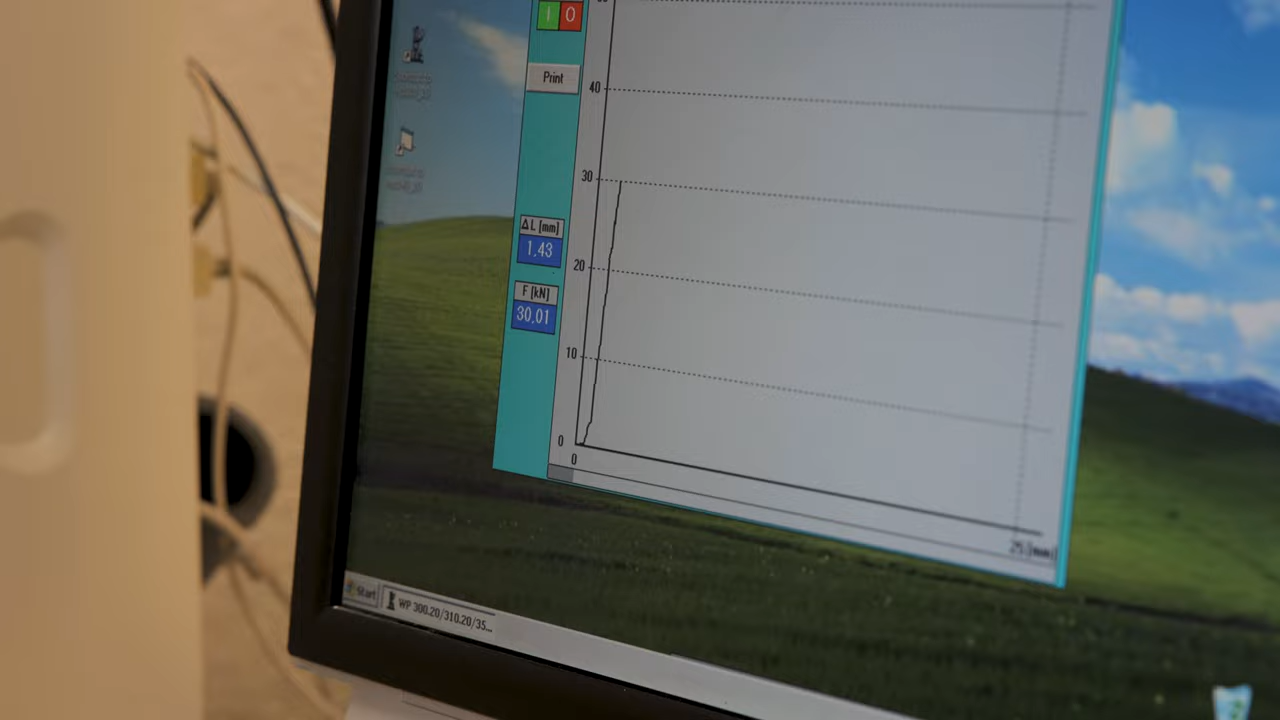 I O
Print
40
30
Δ L [mm]
1.43
20
F [kN]
30.01
10
0
0
25 [mm]
Start
WP 300.20/310.20/35...